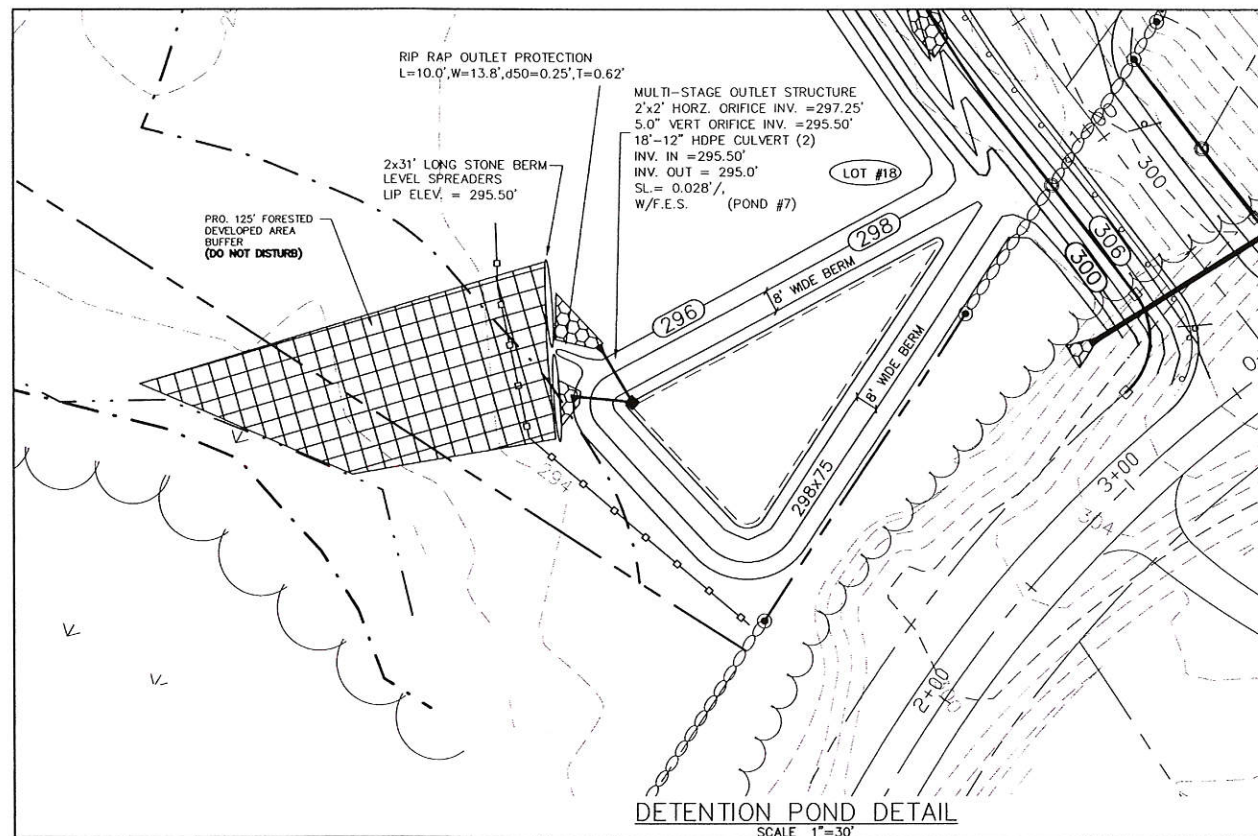 RIP RAP OUTLET PROTECTION
L=10.0',W=13.8',d50=0.25',T=0.62'
MULTI-STAGE OUTLET STRUCTURE
2'x2' HORZ. ORIFICE INV. =297.25'
5.0" VERT ORIFICE INV. =295.50'
18'-12" HDPE CULVERT (2)
INV. IN =295.50'
INV. OUT = 295.0'
SL.= 0.028'/,
W/F.E.S. (POND #7)
2x31' LONG STONE BERM
LEVEL SPREADERS
LIP ELEV. = 295.50'
PRO. 125' FORESTED
DEVELOPED AREA
BUFFER
(DO NOT DISTURB)
LOT #18
300
298
296
306
300
8' WIDE BERM
8' WIDE BERM
298x75
294
3+00
304
2+00
DETENTION POND DETAIL
SCALE 1"=30'